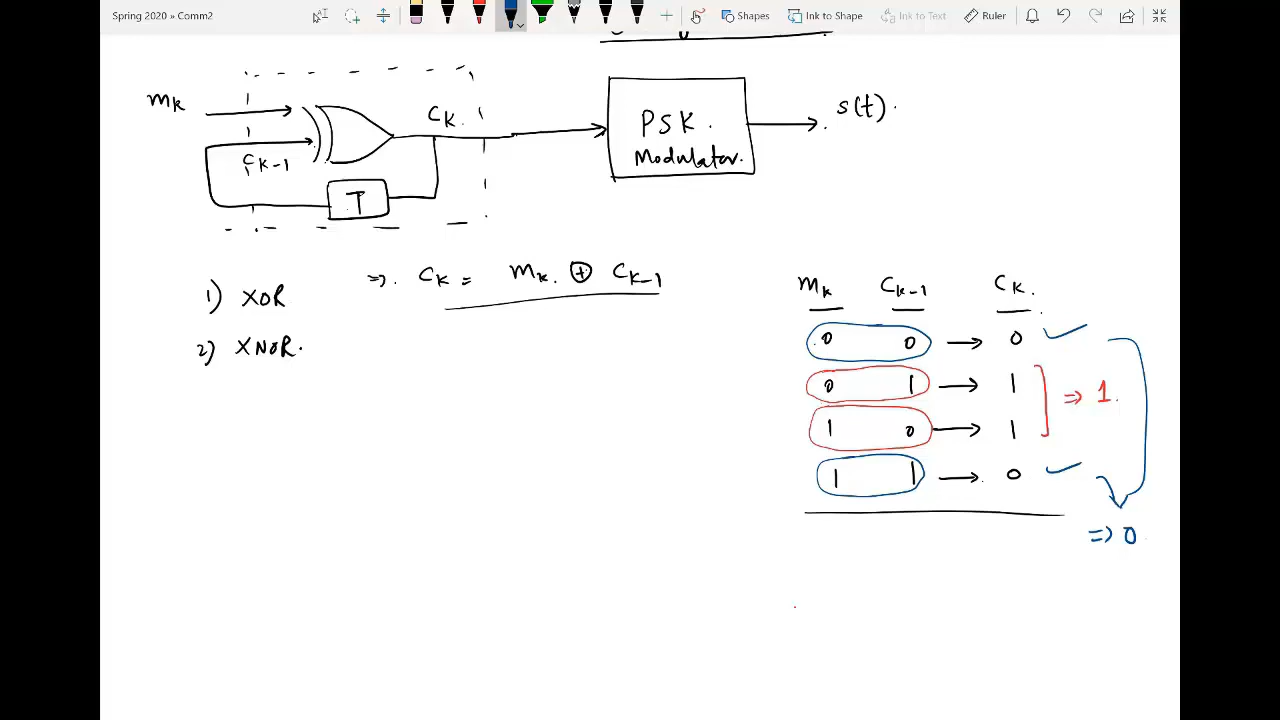 Spring 2020 » Comm2
Shapes
Ink to Shape
Ink to Text
Ruler
mk
ck-1
ck.
T
PSK.
Modulator.
s(t).
1) XOR
=>. ck = mk. ⊕ ck-1
2) XNOR.
mk ck-1 ck.
0 0 → 0 ✓
0 1 → 1
1 0 → 1
=> 1.
1 1 → 0 ✓
=> 0